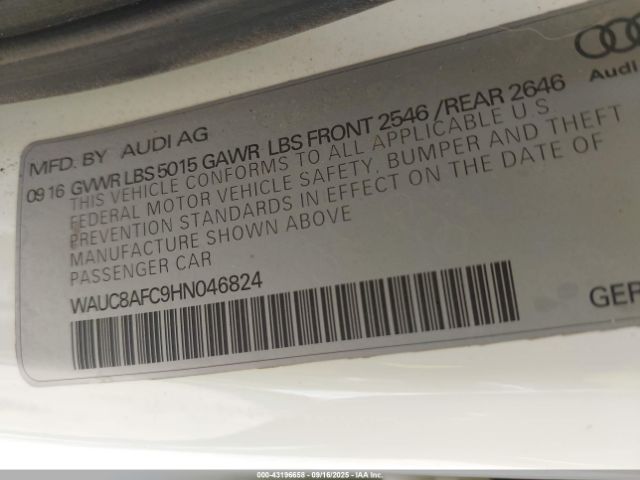 Audi
MFD. BY AUDI AG
09 16 GVWR LBS 5015 GAWR LBS FRONT 2546 / REAR 2646
THIS VEHICLE CONFORMS TO ALL APPLICABLE U.S.
FEDERAL MOTOR VEHICLE SAFETY, BUMPER AND THEFT
PREVENTION STANDARDS IN EFFECT ON THE DATE OF
MANUFACTURE SHOWN ABOVE
PASSENGER CAR
WAUC8AFC9HN046824
GER
000-43196658 - 09/16/2025 - IAA Inc.